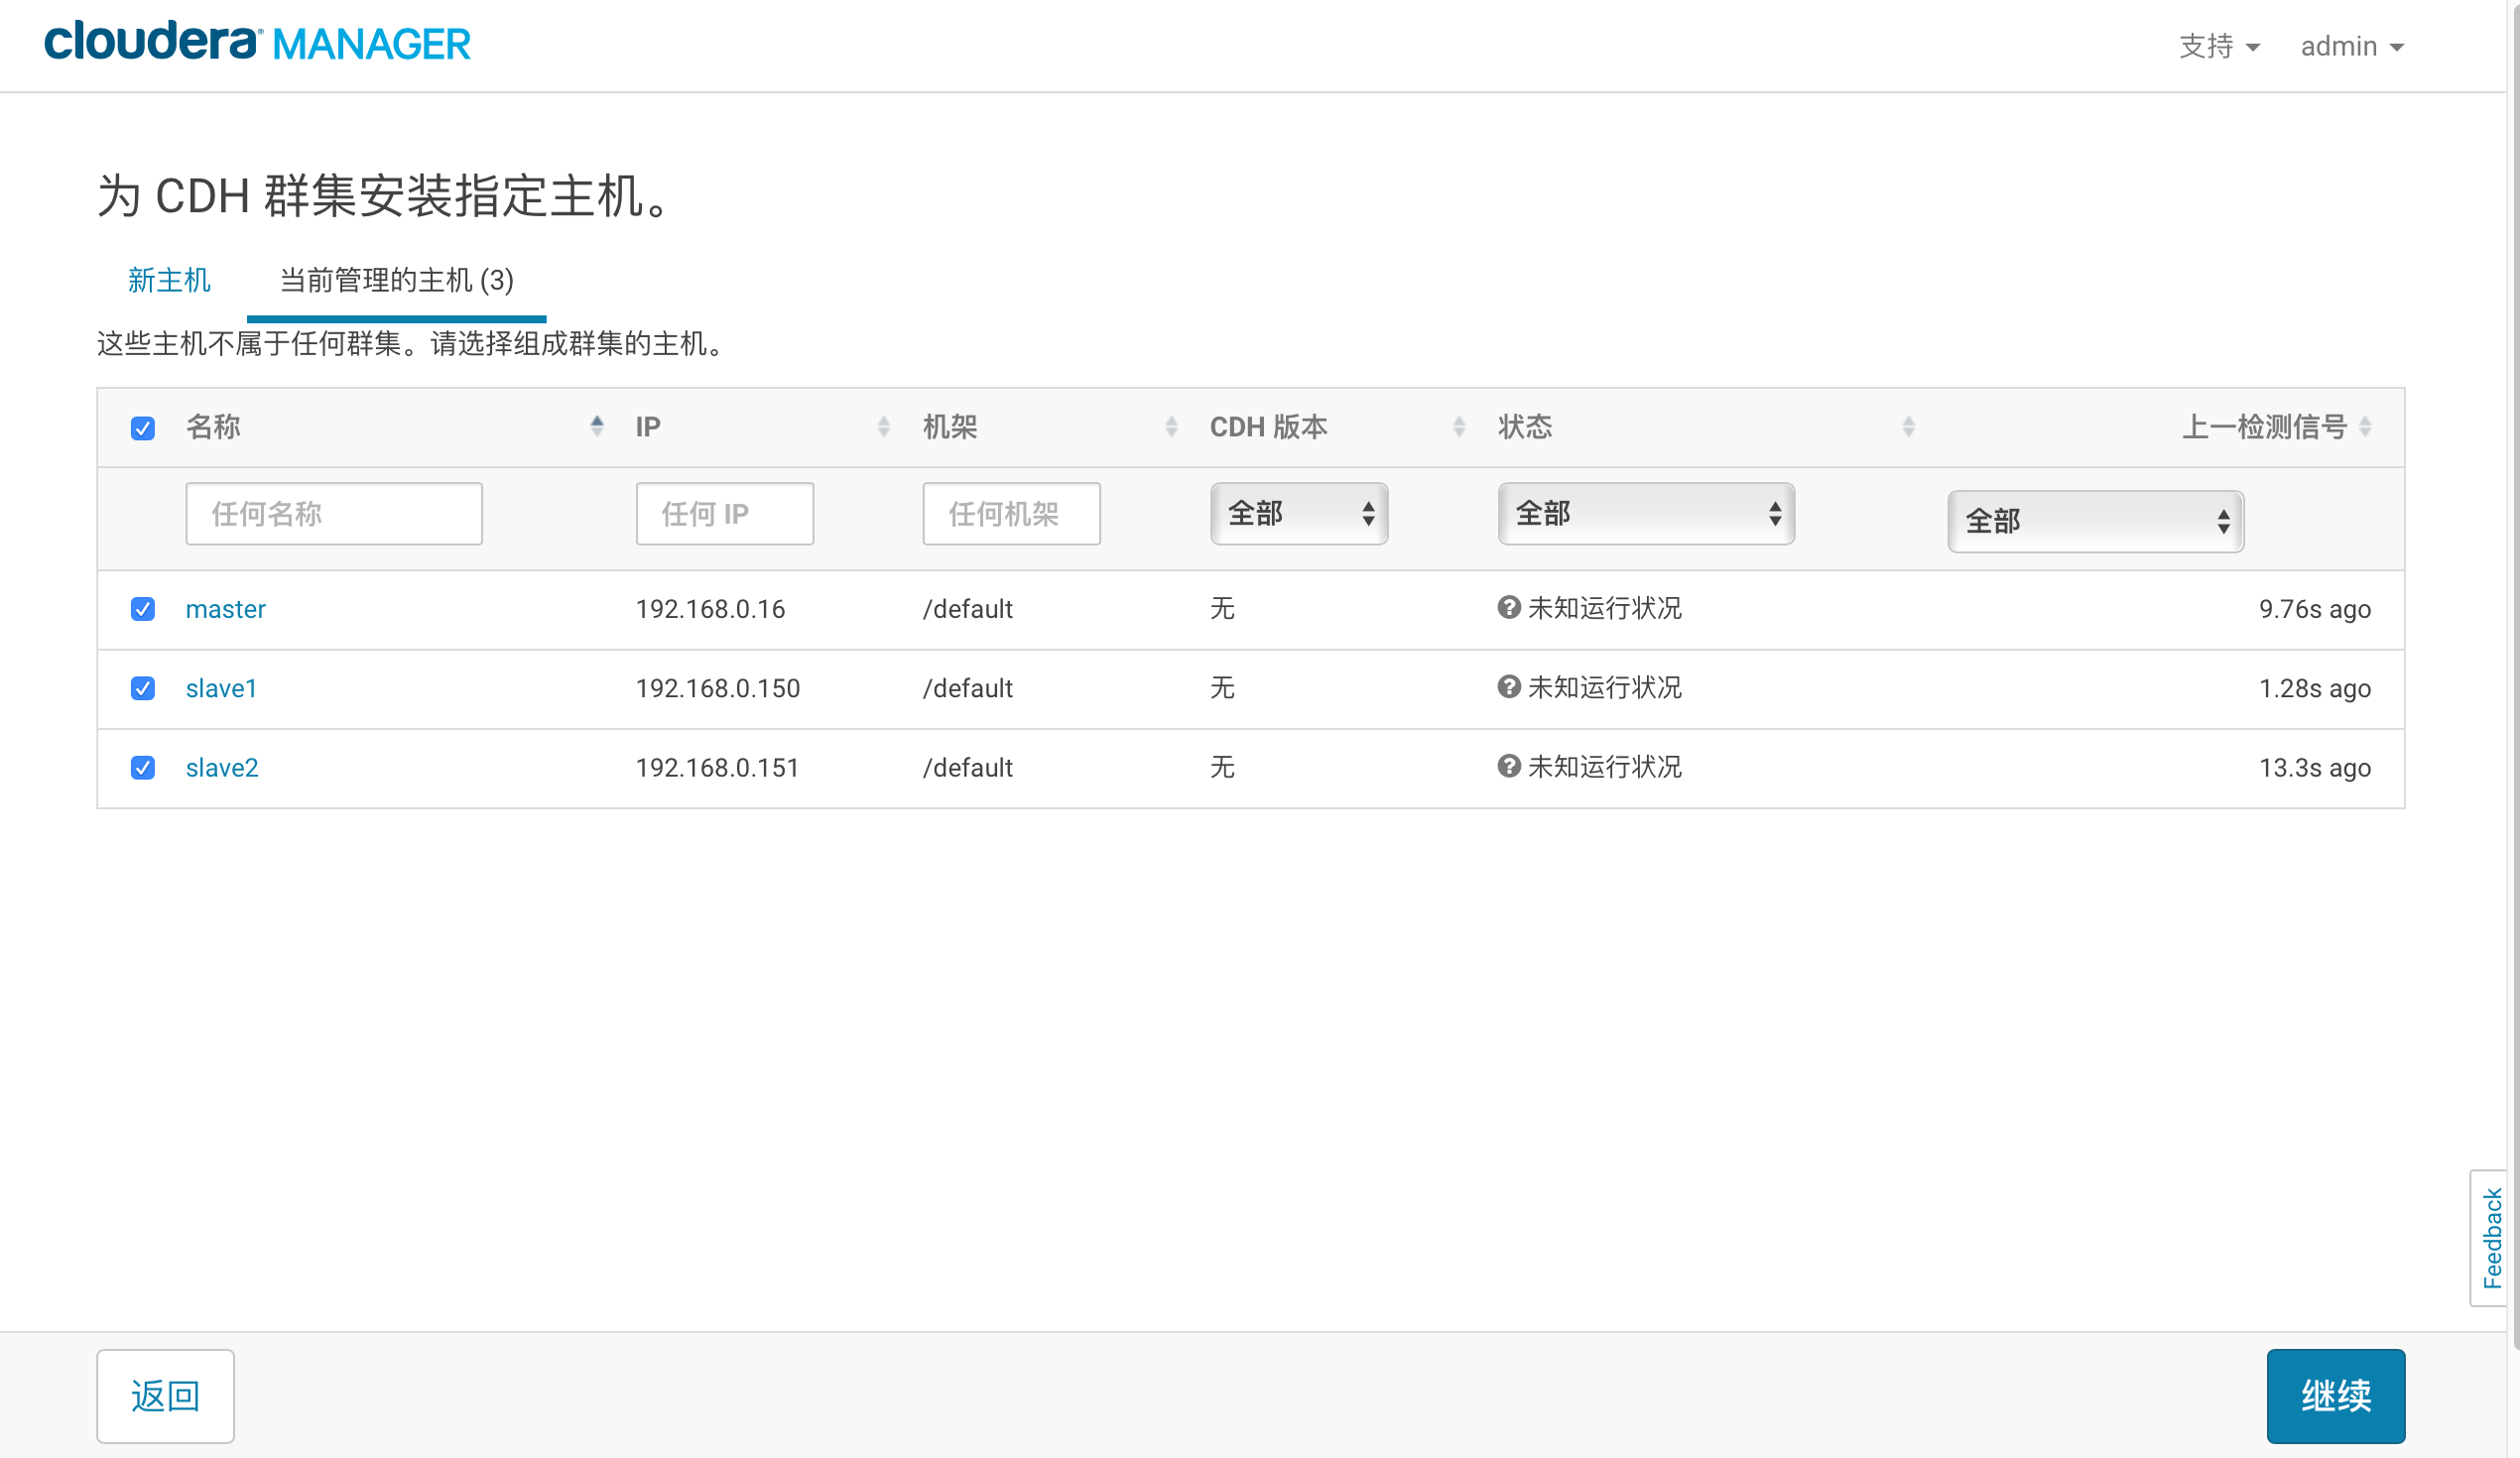 cloudera MANAGER 支持 admin
为 CDH 群集安装指定主机。
新主机 当前管理的主机 (3)
这些主机不属于任何群集。请选择组成群集的主机。
名称 IP 机架 CDH 版本 状态 上一检测信号
任何名称 任何 IP 任何机架 全部 全部 全部
master 192.168.0.16 /default 无 未知运行状况 9.76s ago
slave1 192.168.0.150 /default 无 未知运行状况 1.28s ago
slave2 192.168.0.151 /default 无 未知运行状况 13.3s ago
Feedback
返回 继续